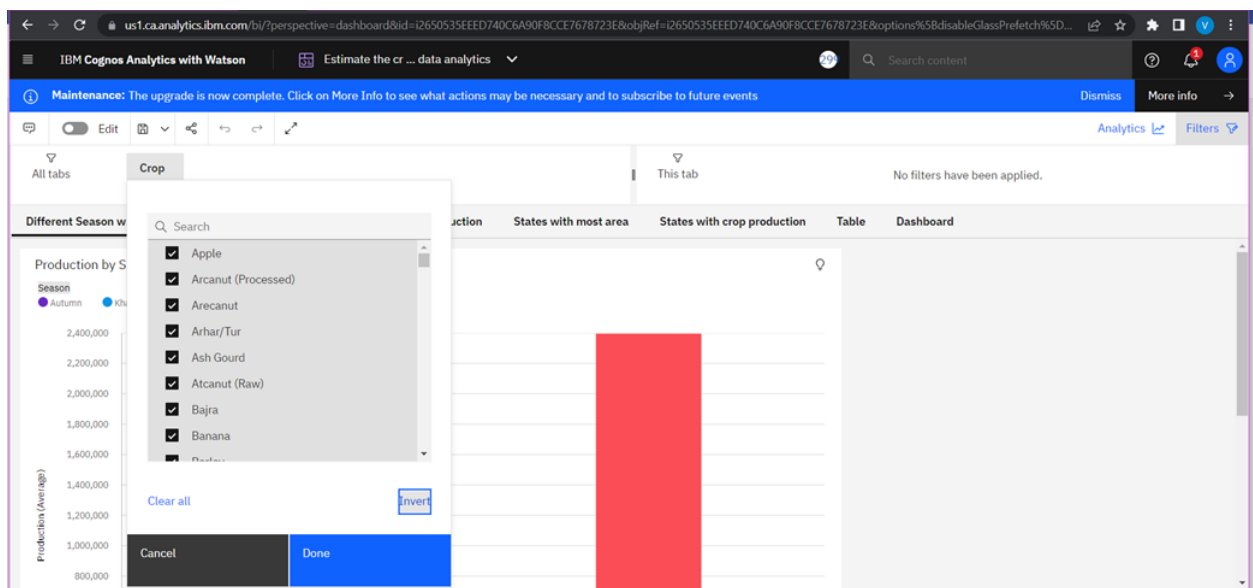 us1.ca.analytics.ibm.com/bi/?perspective=dashboard&id=i2650535EEED740C6A90F8CCE7678723E&objRef=i2650535EEED740C6A90F8CCE7678723E&options%5BdisableGlassPrefetch%5D...
V
IBM Cognos Analytics with Watson
Estimate the cr ... data analytics
Search content
1
Maintenance: The upgrade is now complete. Click on More Info to see what actions may be necessary and to subscribe to future events
Dismiss
More info
Edit
Analytics
Filters
All tabs
Crop
This tab
No filters have been applied.
Different Season w
uction
States with most area
States with crop production
Table
Dashboard
Search
Apple
Arcanut (Processed)
Arecanut
Arhar/Tur
Ash Gourd
Atcanut (Raw)
Bajra
Banana
Clear all
Invert
Cancel
Done
Production by S
Season
Autumn
Kha
2,400,000
2,200,000
2,000,000
1,800,000
1,600,000
1,400,000
1,200,000
1,000,000
800,000
Production (Average)